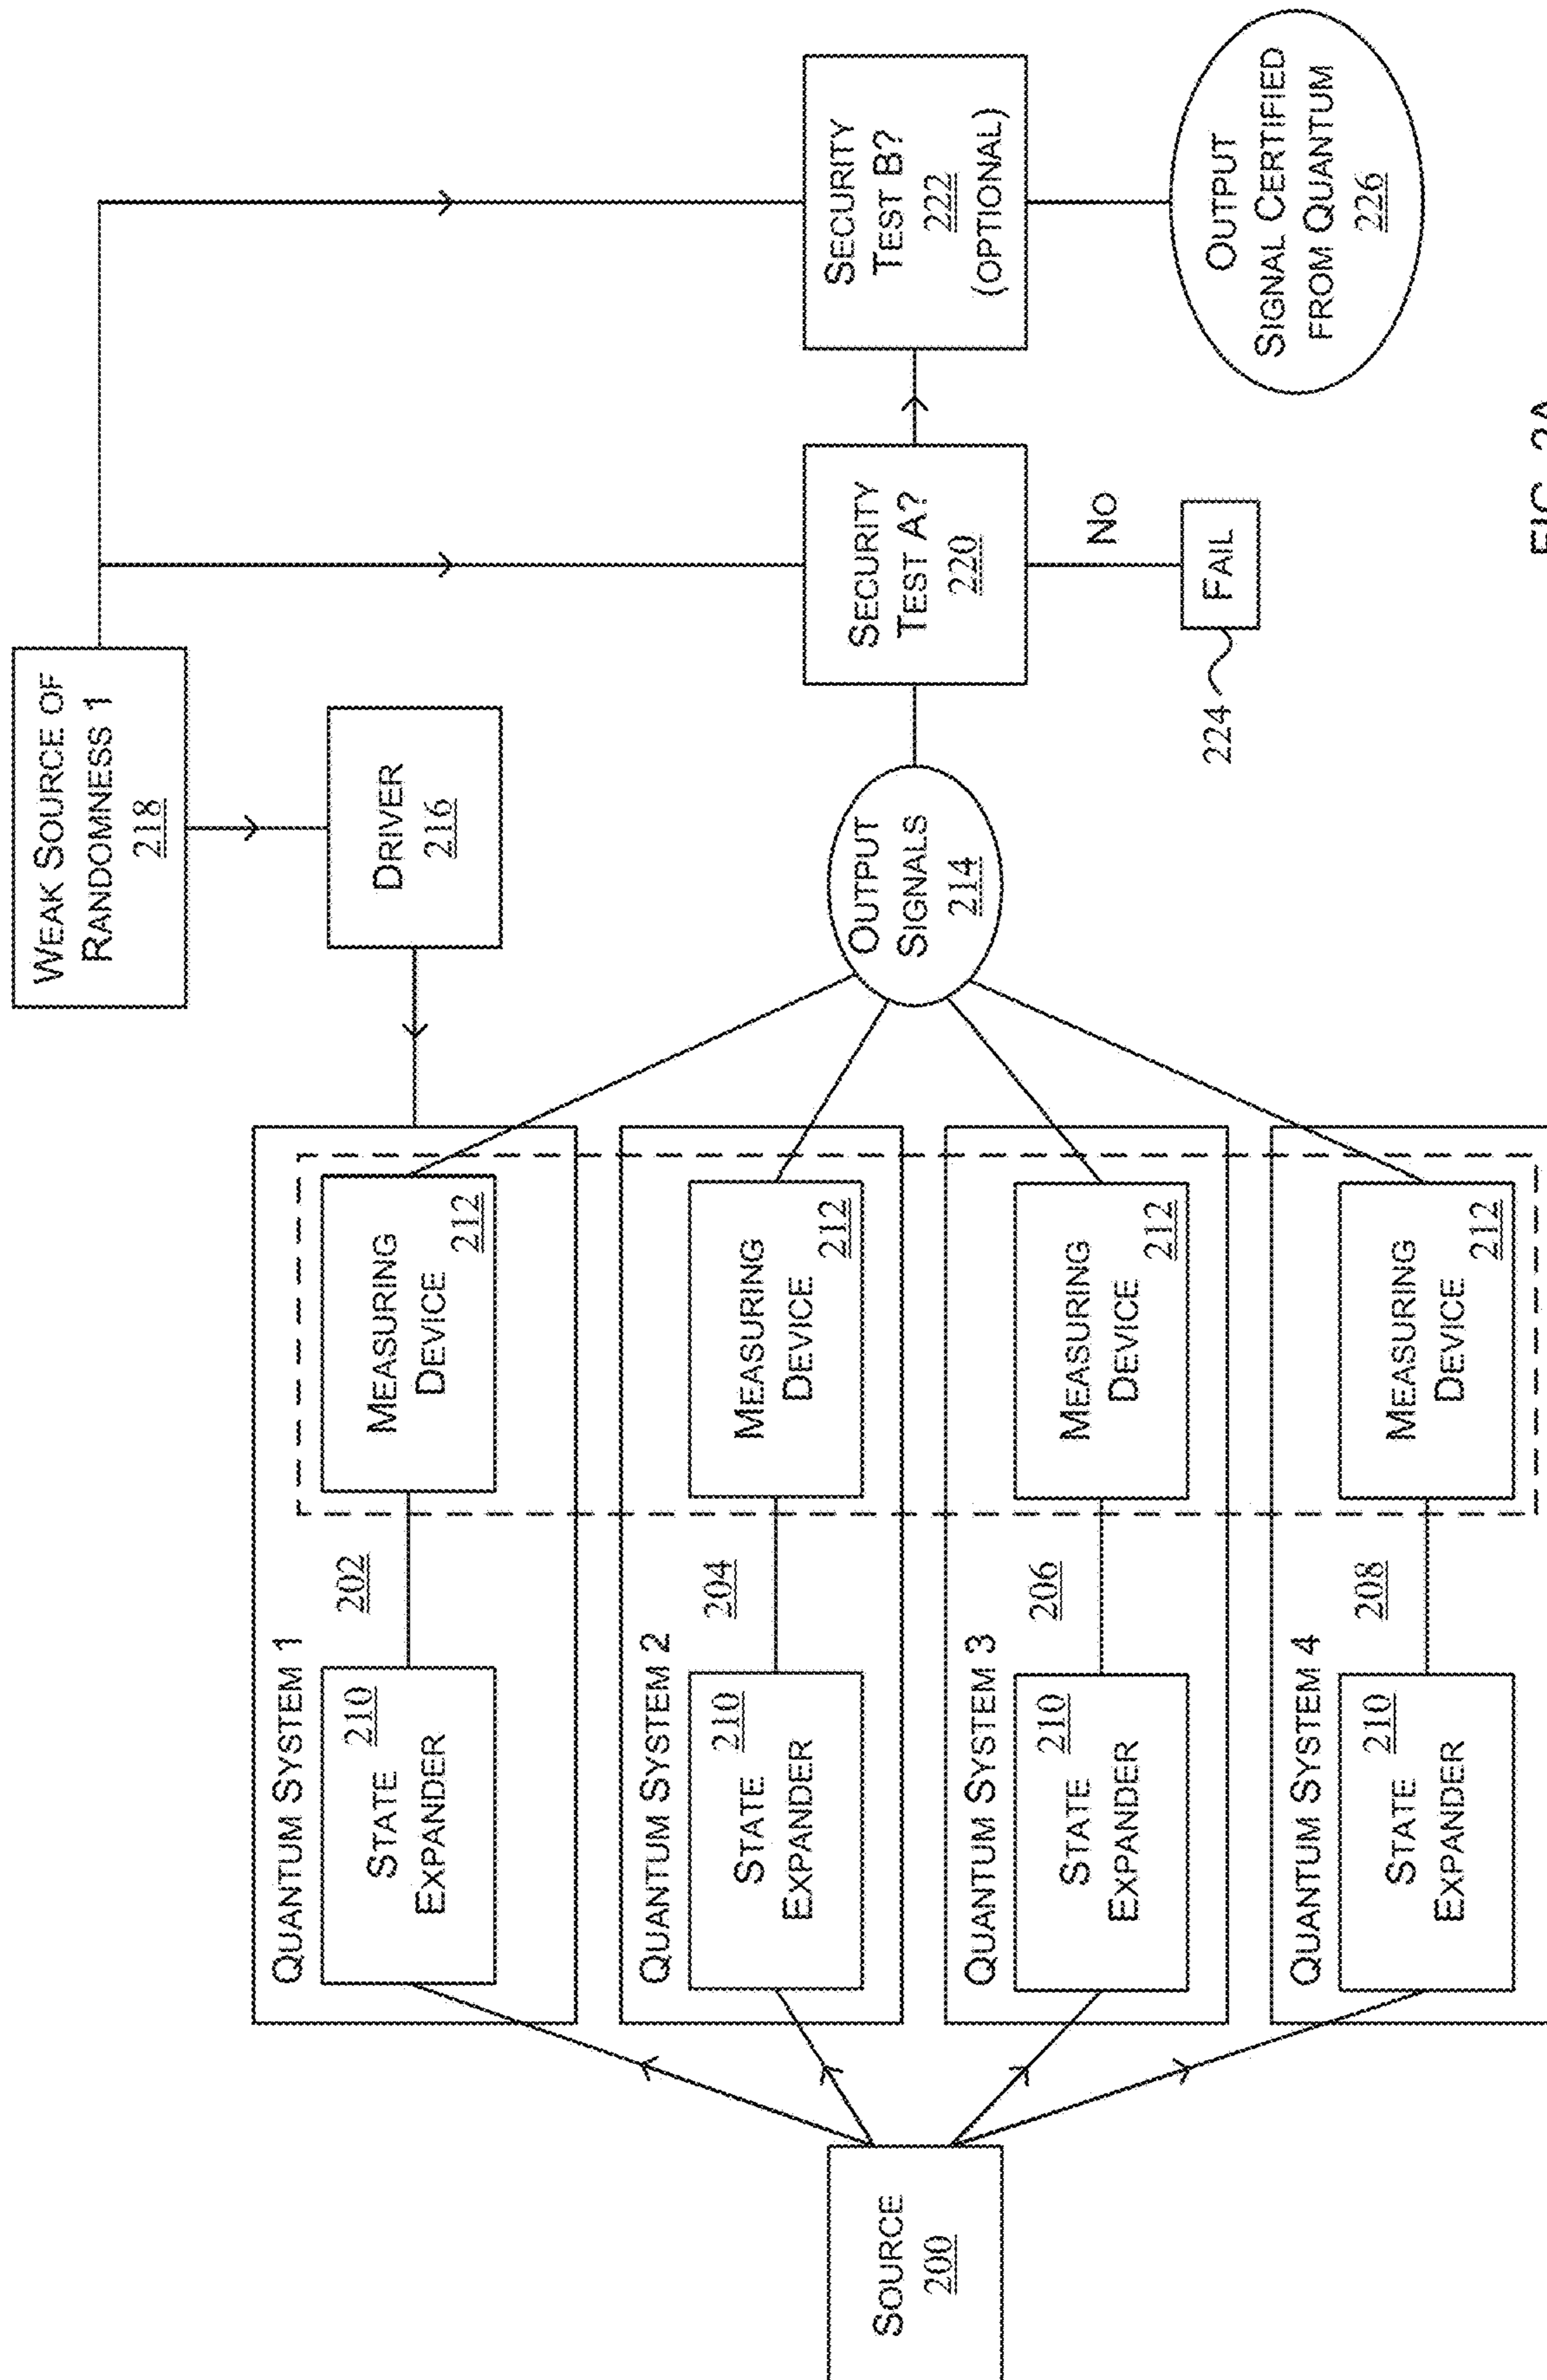 WEAK SOURCE OF
RANDOMNESS 1
218
DRIVER
216
SOURCE
200
QUANTUM SYSTEM 1
STATE
EXPANDER
210
202
MEASURING
DEVICE
212
QUANTUM SYSTEM 2
STATE
EXPANDER
210
204
MEASURING
DEVICE
212
QUANTUM SYSTEM 3
STATE
EXPANDER
210
206
MEASURING
DEVICE
212
QUANTUM SYSTEM 4
STATE
EXPANDER
210
208
MEASURING
DEVICE
212
OUTPUT
SIGNALS
214
SECURITY
TEST A?
220
NO
FAIL
224
SECURITY
TEST B?
222
(OPTIONAL)
OUTPUT
SIGNAL CERTIFIED
FROM QUANTUM
226